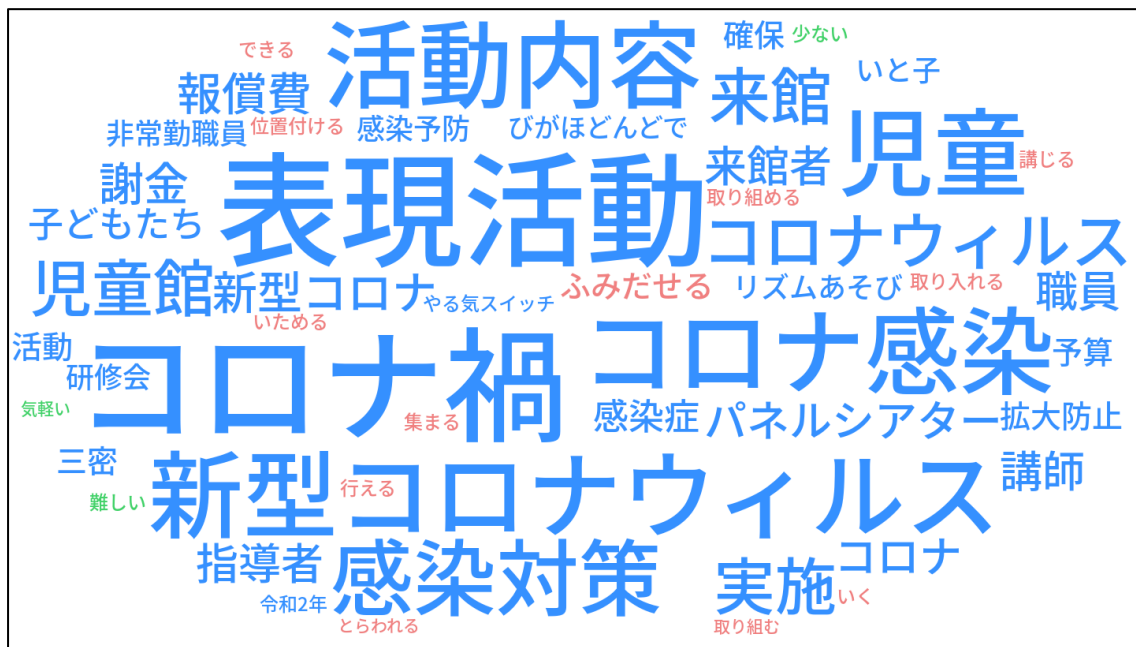 活動内容
確保
少ない
できる
報償費
来館
いと子
非常勤職員
位置付ける
感染予防
びがほどんどで
児童
謝金
表現活動
来館者
講じる
取り組める
子どもたち
コロナウィルス
児童館
新型コロナ
やる気スイッチ
ふみだせる
リズムあそび
取り入れる
職員
いためる
活動
コロナ禍
コロナ感染
予算
研修会
気軽い
集まる
感染症
パネルシアター
拡大防止
三密
新型コロナウィルス
講師
難しい
行える
指導者
感染対策
実施
コロナ
令和2年
いく
とらわれる
取り組む